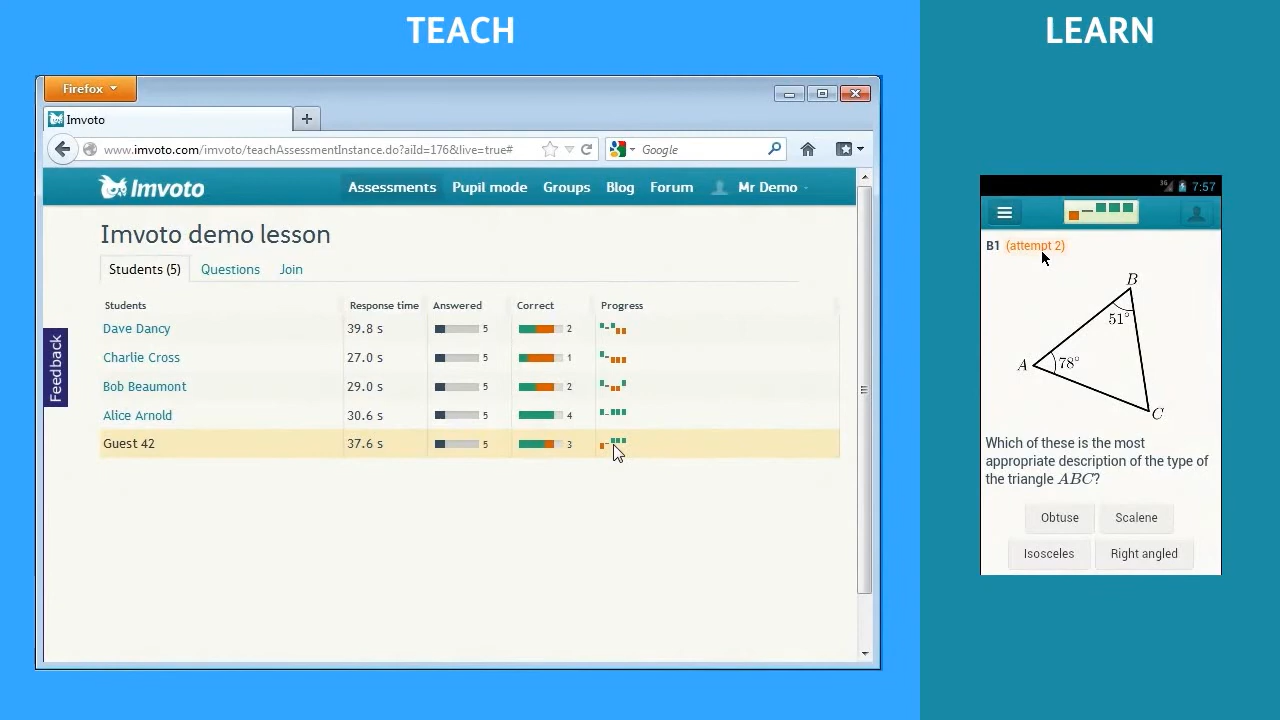 TEACH
LEARN
Firefox
Imvoto
www.imvoto.com/imvoto/teachAssessmentInstance.do?aiId=176&live=true#
Google
Imvoto
Assessments Pupil mode Groups Blog Forum Mr Demo
Imvoto demo lesson
Students (5) Questions Join
Feedback
Students Response time Answered Correct Progress
Dave Dancy 39.8 s 5 2
Charlie Cross 27.0 s 5 1
Bob Beaumont 29.0 s 5 2
Alice Arnold 30.6 s 5 4
Guest 42 37.6 s 5 3
3G 7:57
B1 (attempt 2)
B
51°
A 78°
C
Which of these is the most
appropriate description of the type of
the triangle ABC?
Obtuse Scalene
Isosceles Right angled